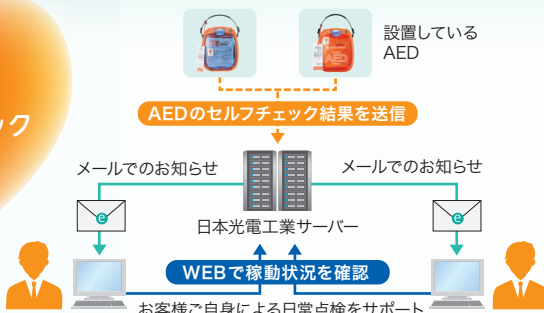 設置している
AED
AEDのセルフチェック結果を送信
ック
メールでのお知らせ
メールでのお知らせ
e
e
日本光電工業サーバー
WEBで稼動状況を確認
お客様ご自身による日常点検をサポート